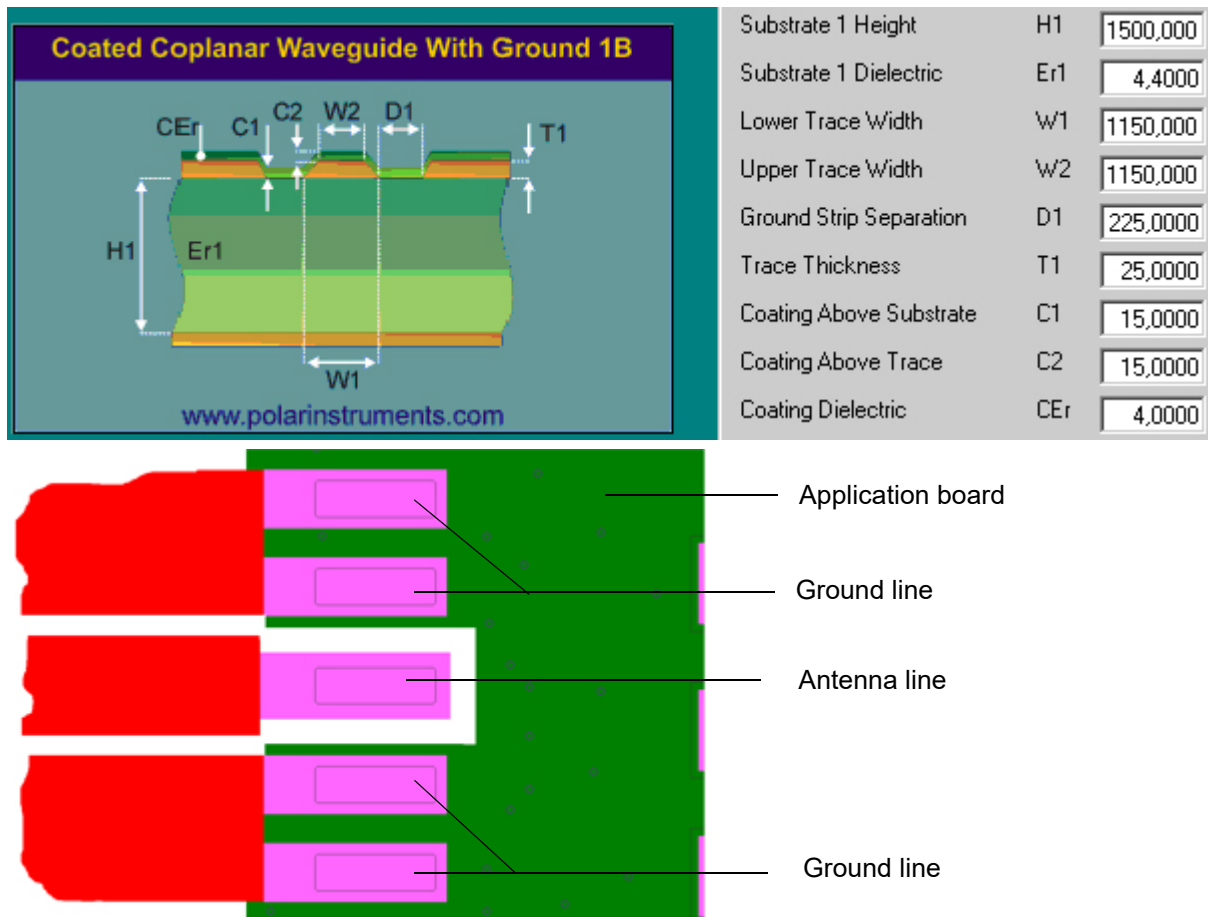 Coated Coplanar Waveguide With Ground 1B
CEr
C1
C2
W2
D1
T1
H1
Er1
W1
www.polarinstruments.com
Substrate 1 Height H1 1500,000
Substrate 1 Dielectric Er1 4,4000
Lower Trace Width W1 1150,000
Upper Trace Width W2 1150,000
Ground Strip Separation D1 225,0000
Trace Thickness T1 25,0000
Coating Above Substrate C1 15,0000
Coating Above Trace C2 15,0000
Coating Dielectric CEr 4,0000
Application board
Ground line
Antenna line
Ground line